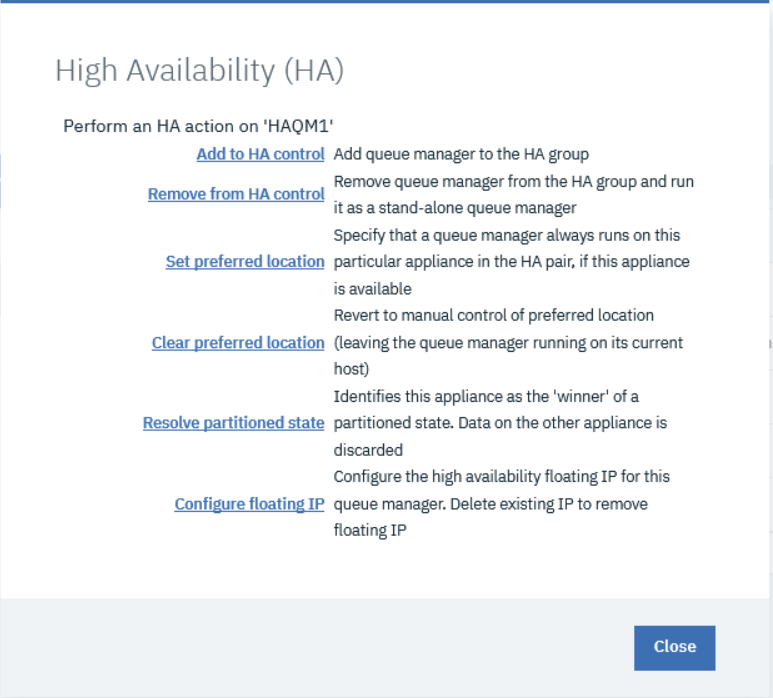 High Availability (HA)
Perform an HA action on 'HAQM1'
Add to HA control Add queue manager to the HA group
Remove from HA control Remove queue manager from the HA group and run
it as a stand-alone queue manager
Set preferred location Specify that a queue manager always runs on this
particular appliance in the HA pair, if this appliance
is available
Clear preferred location Revert to manual control of preferred location
(leaving the queue manager running on its current
host)
Resolve partitioned state Identifies this appliance as the 'winner' of a
partitioned state. Data on the other appliance is
discarded
Configure floating IP Configure the high availability floating IP for this
queue manager. Delete existing IP to remove
floating IP
Close